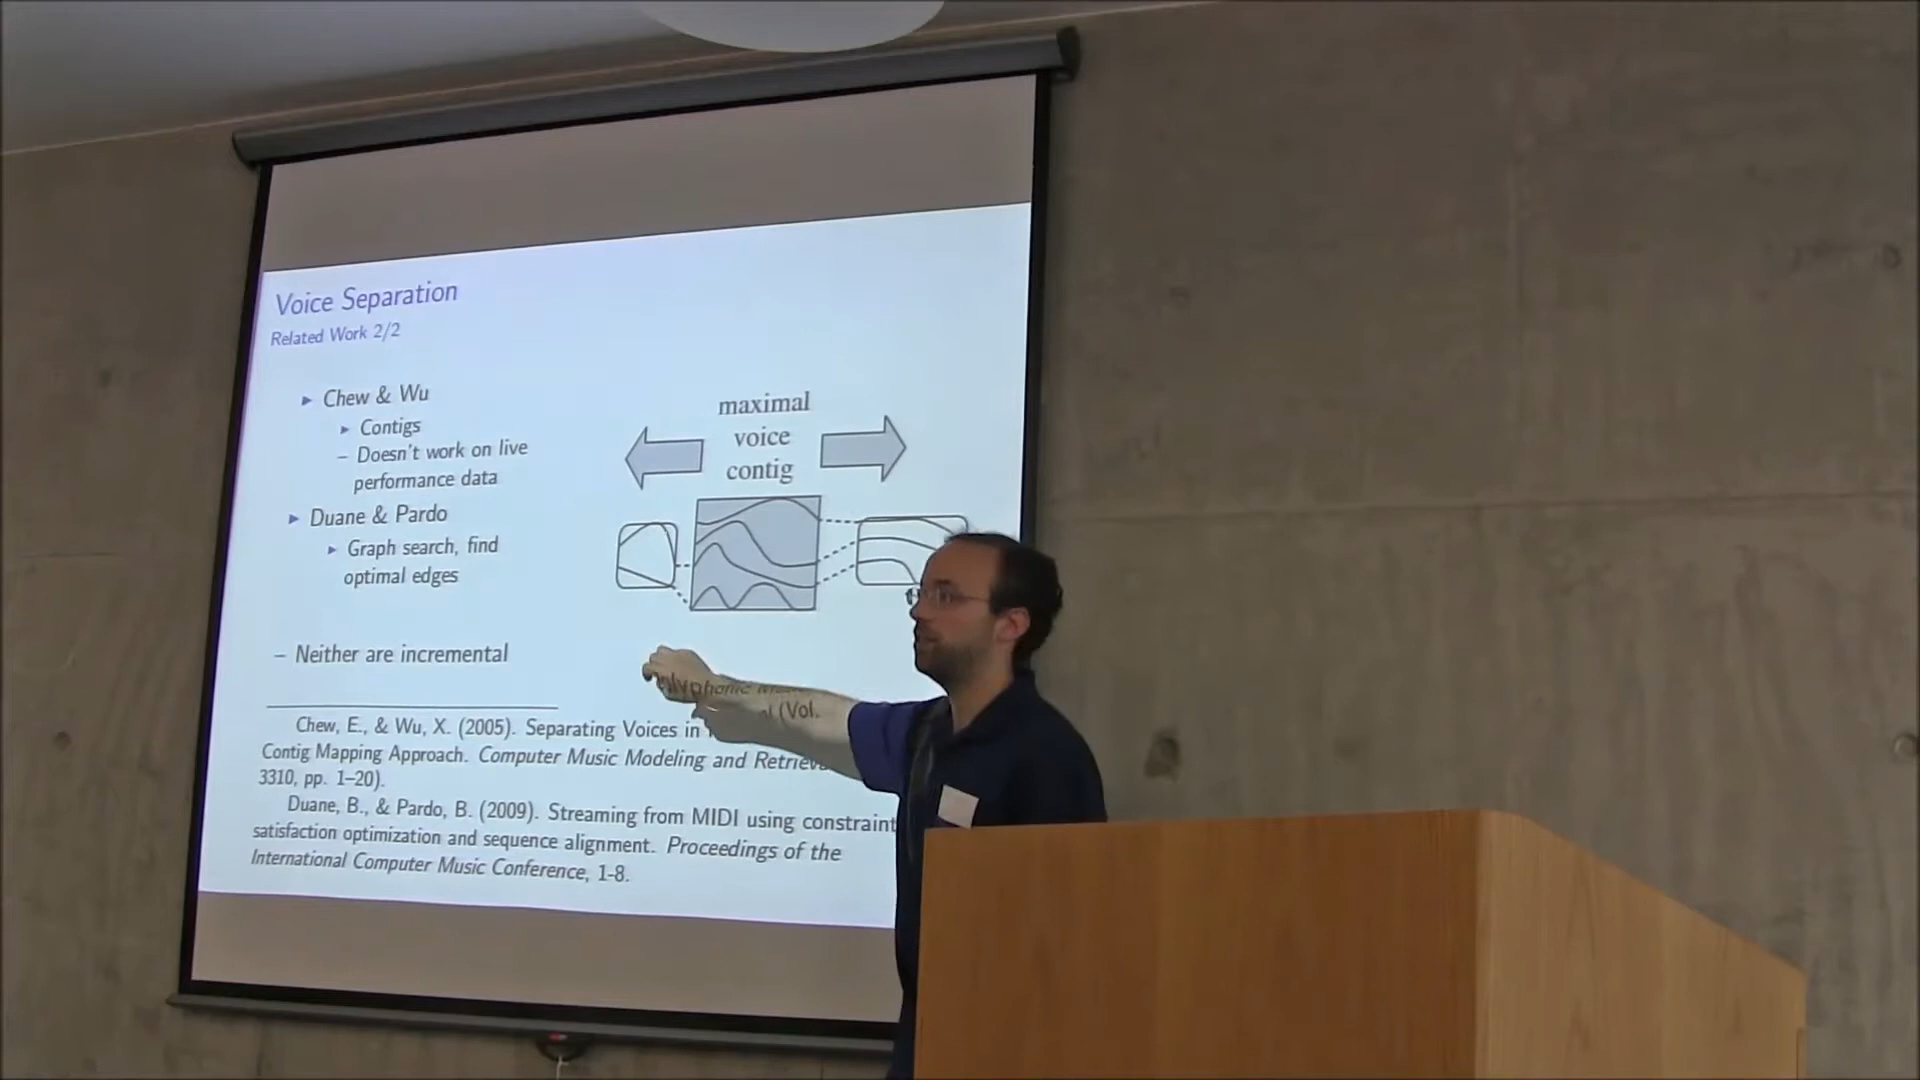 Voice Separation
Related Work 2/2
▶ Chew & Wu
▶ Contigs
– Doesn't work on live
performance data
▶ Duane & Pardo
▶ Graph search, find
optimal edges
– Neither are incremental
maximal
voice
contig
Chew, E., & Wu, X. (2005). Separating Voices in Polyphonic
Contig Mapping Approach. Computer Music Modeling and (Vol.
3310, pp. 1–20).
Duane, B., & Pardo, B. (2009). Streaming from MIDI using constraint
satisfaction optimization and sequence alignment. Proceedings of the
International Computer Music Conference, 1-8.